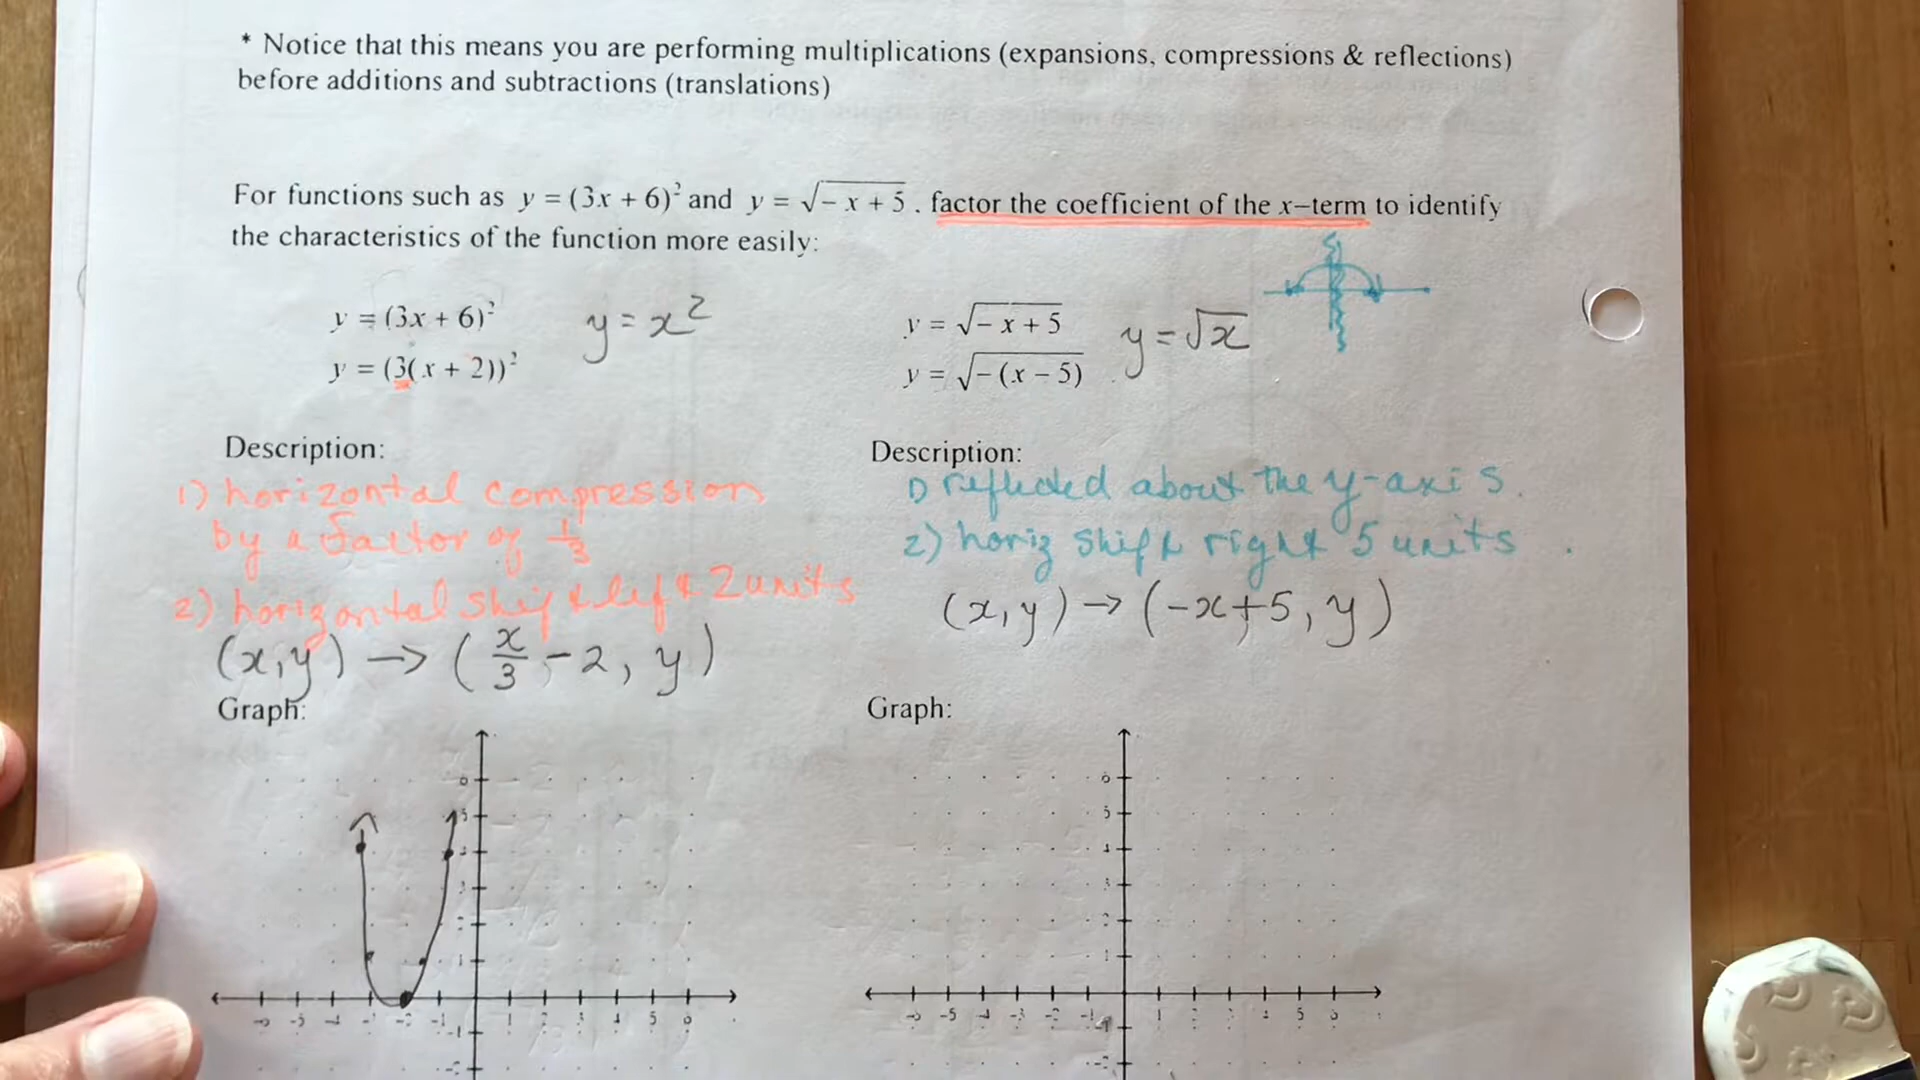 * Notice that this means you are performing multiplications (expansions, compressions & reflections)
before additions and subtractions (translations)
For functions such as y = (3x + 6)² and y = √(− x + 5) . factor the coefficient of the x−term to identify
the characteristics of the function more easily:
y = (3x + 6)²
y = x²
y = (3(x + 2))²
Description:
1) horizontal compression
by a factor of 1/3
2) horizontal shift left 2 units
(x,y) → (x/3 − 2, y)
Graph:
y = √(− x + 5)
y = √x
y = √(− (x − 5))
Description:
1) reflected about the y-axis.
2) horiz shift right 5 units
(x,y) → (−x+5, y)
Graph: